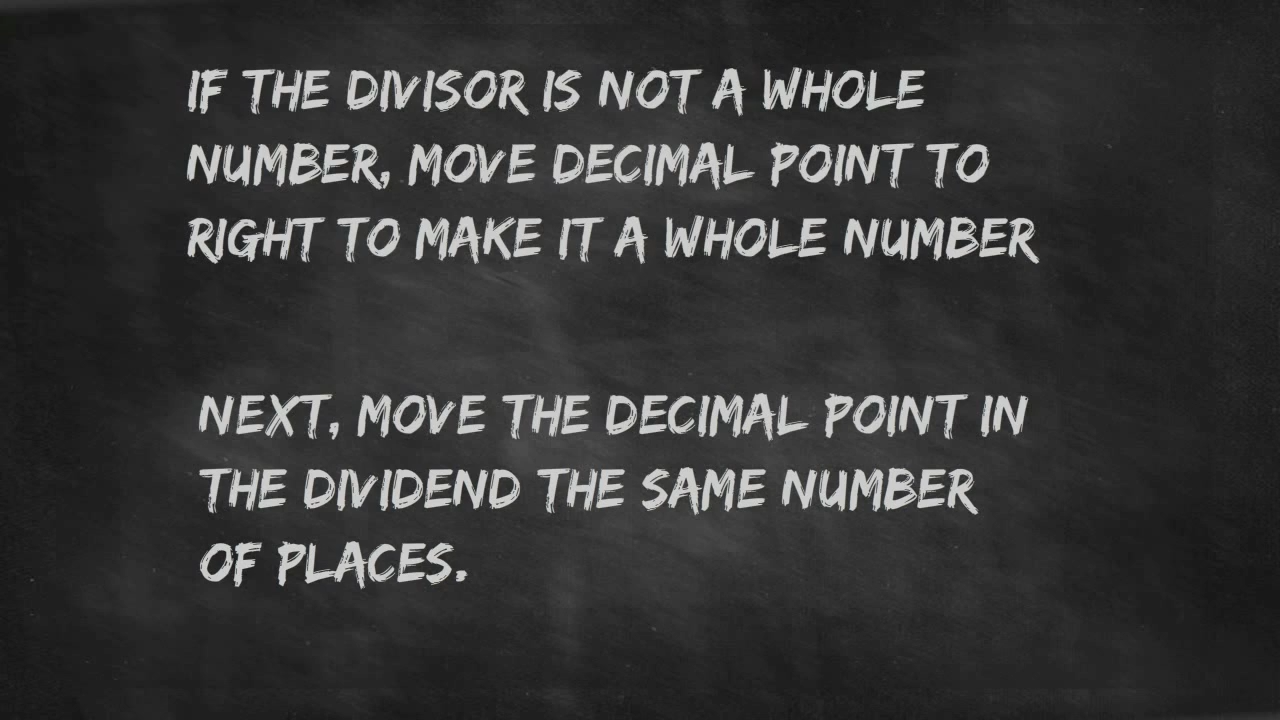 IF THE DIVISOR IS NOT A WHOLE
NUMBER, MOVE DECIMAL POINT TO
RIGHT TO MAKE IT A WHOLE NUMBER
NEXT, MOVE THE DECIMAL POINT IN
THE DIVIDEND THE SAME NUMBER
OF PLACES.